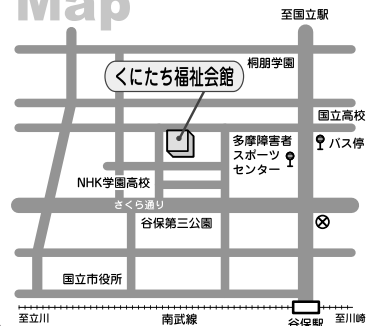 Map
至国立駅
桐朋学園
くにたち福祉会館
国立高校
多摩障害者
スポーツ
センター
バス停
NHK学園高校
さくら通り
谷保第三公園
国立市役所
至立川
南武線
谷保駅
至川崎